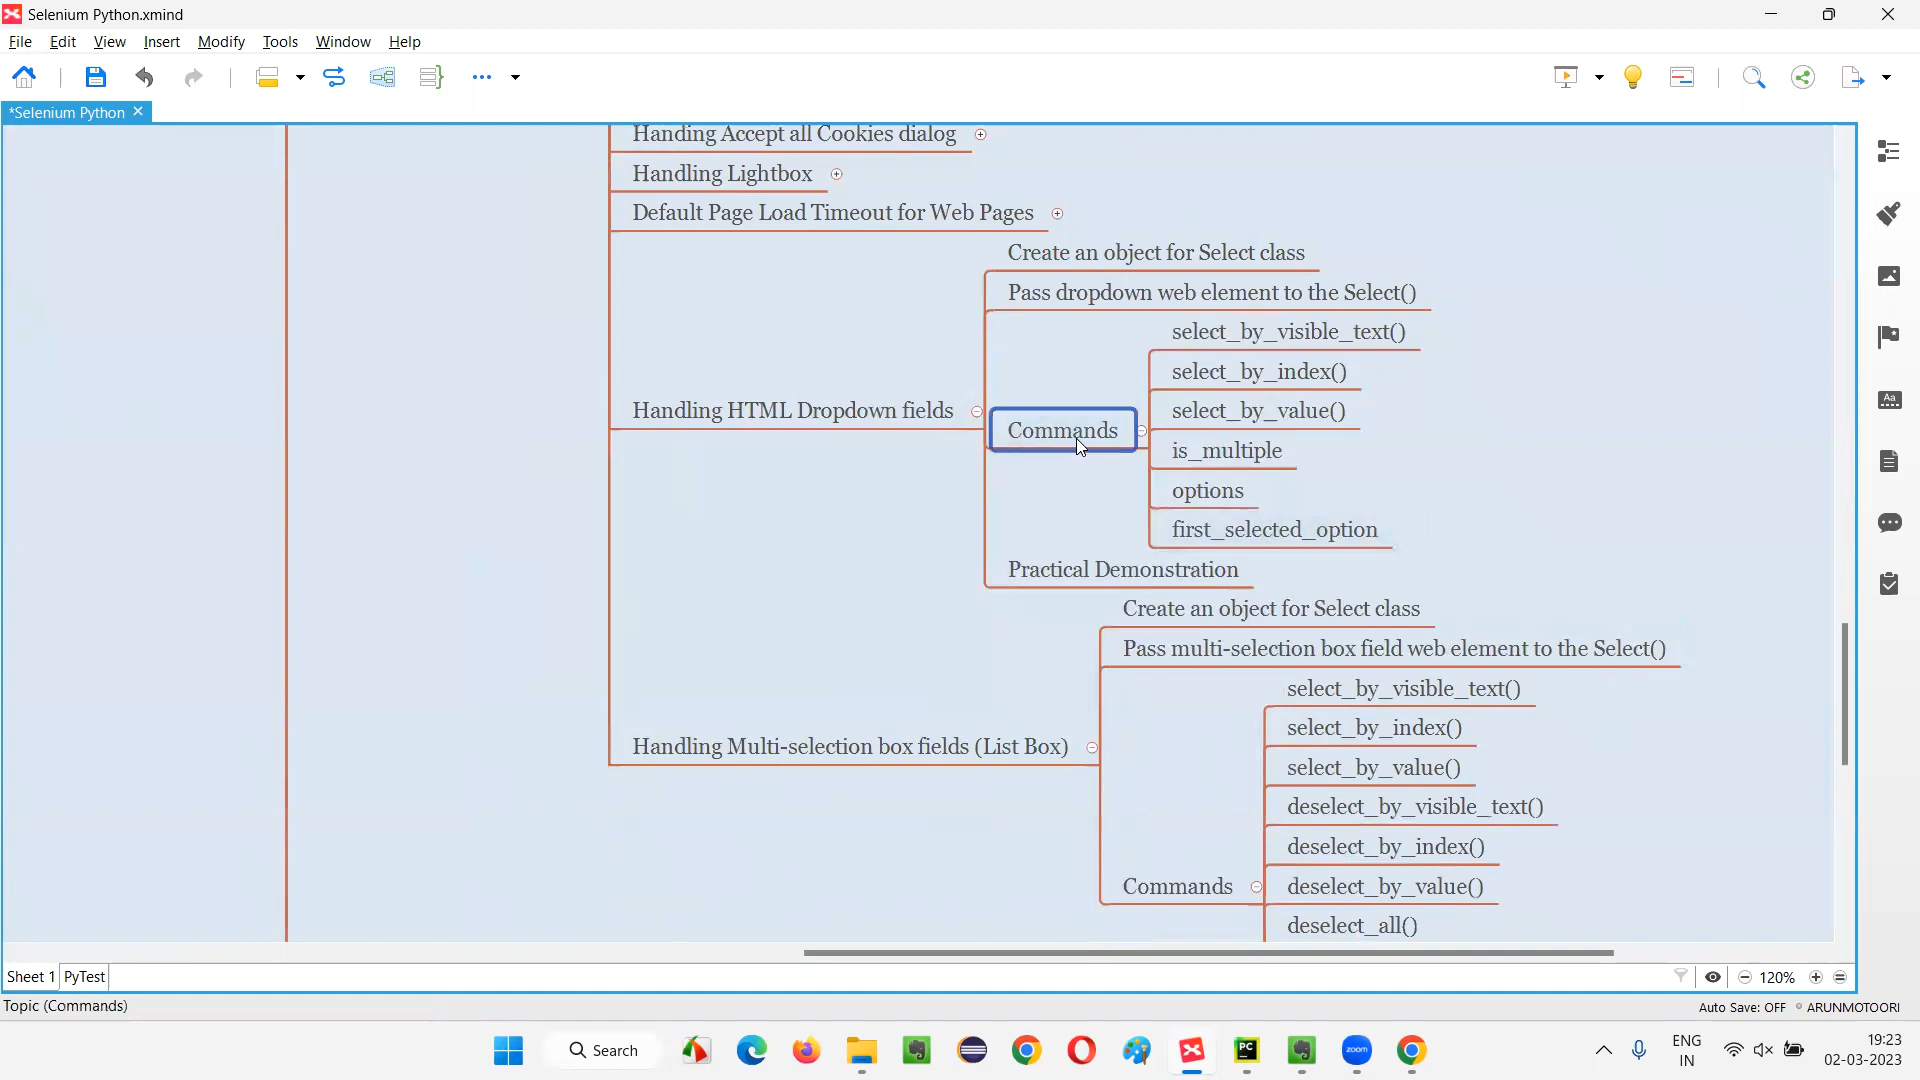 Selenium Python.xmind
File Edit View Insert Modify Tools Window Help
*Selenium Python
Handing Accept all Cookies dialog
Handling Lightbox
Default Page Load Timeout for Web Pages
Create an object for Select class
Pass dropdown web element to the Select()
select_by_visible_text()
select_by_index()
Handling HTML Dropdown fields
select_by_value()
Commands
is_multiple
options
first_selected_option
Practical Demonstration
Create an object for Select class
Pass multi-selection box field web element to the Select()
select_by_visible_text()
select_by_index()
Handling Multi-selection box fields (List Box)
select_by_value()
deselect_by_visible_text()
deselect_by_index()
Commands
deselect_by_value()
deselect_all()
Aa
Sheet 1 PyTest
120%
Topic (Commands)
Auto Save: OFF ARUNMOTOORI
Search
PC
zoom
ENG
IN
19:23
02-03-2023